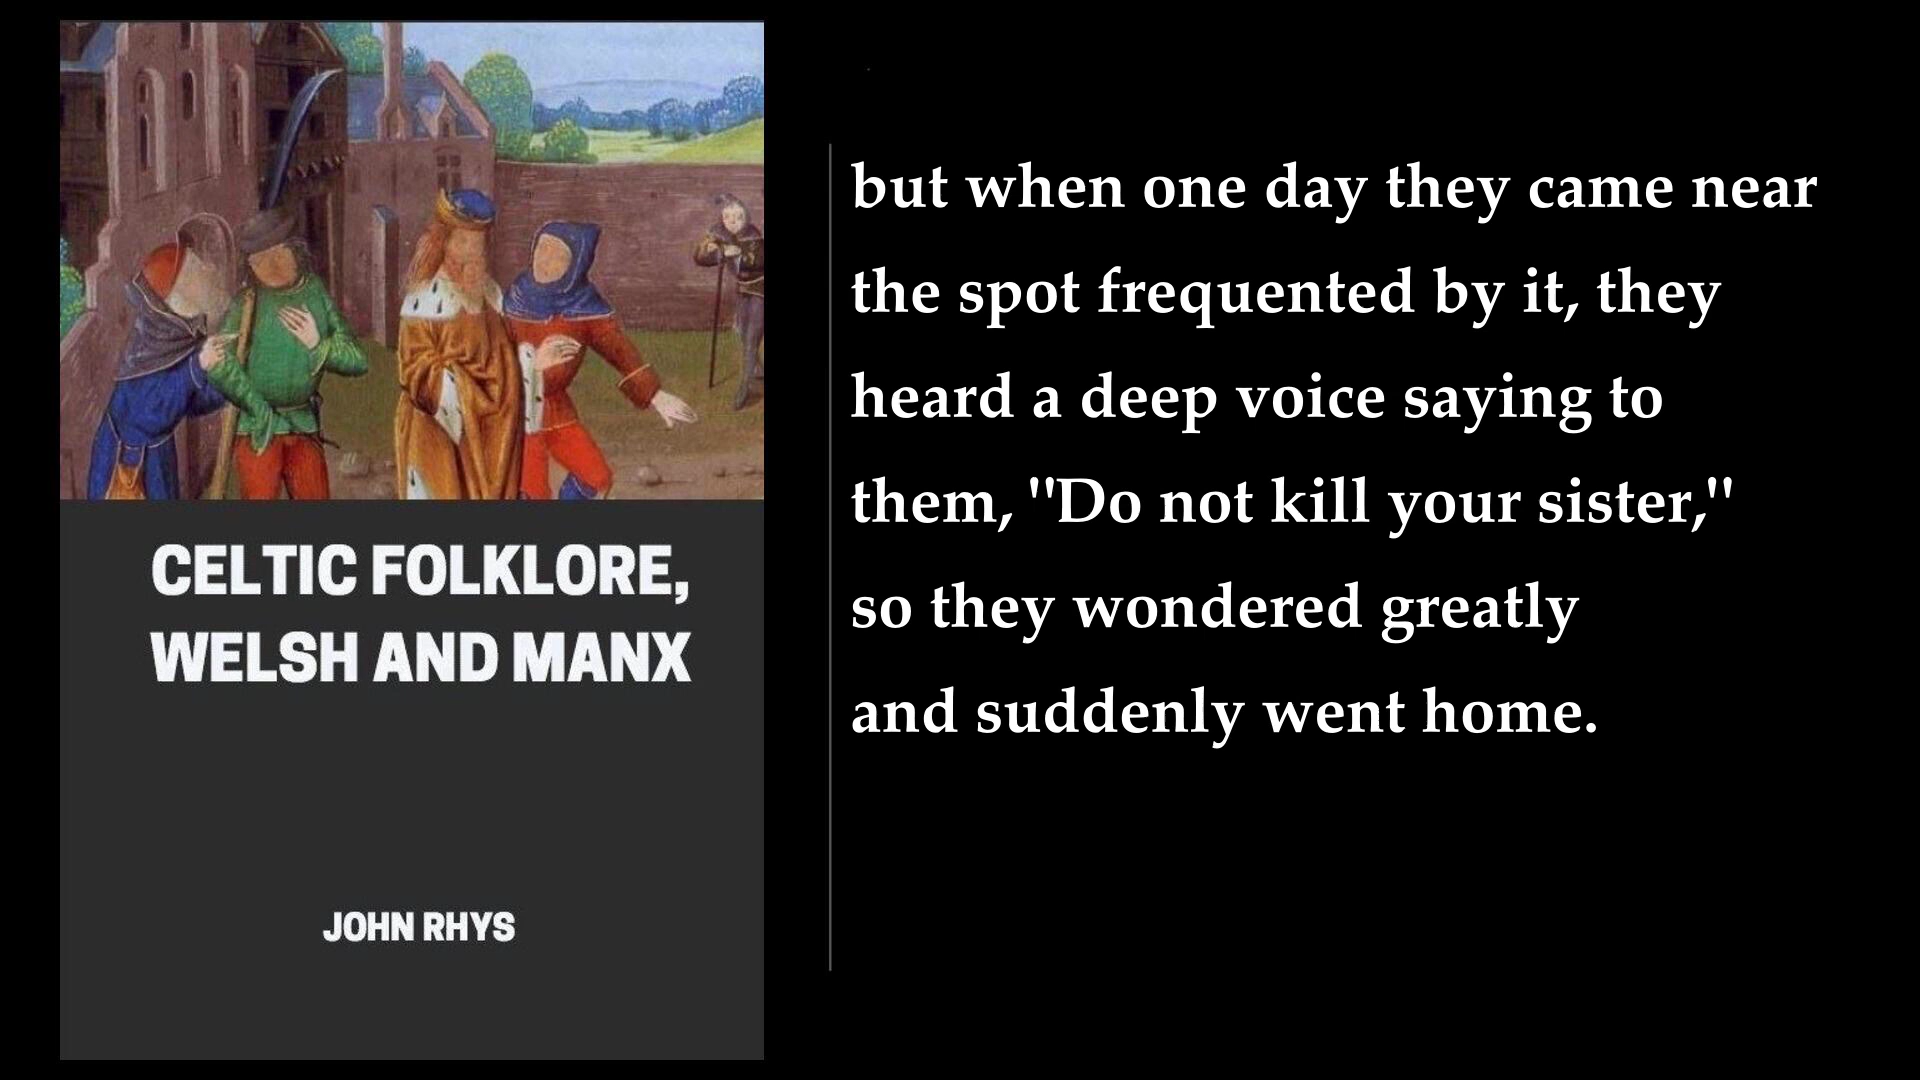 CELTIC FOLKLORE,
WELSH AND MANX
JOHN RHYS
but when one day they came near
the spot frequented by it, they
heard a deep voice saying to
them, "Do not kill your sister,"
so they wondered greatly
and suddenly went home.